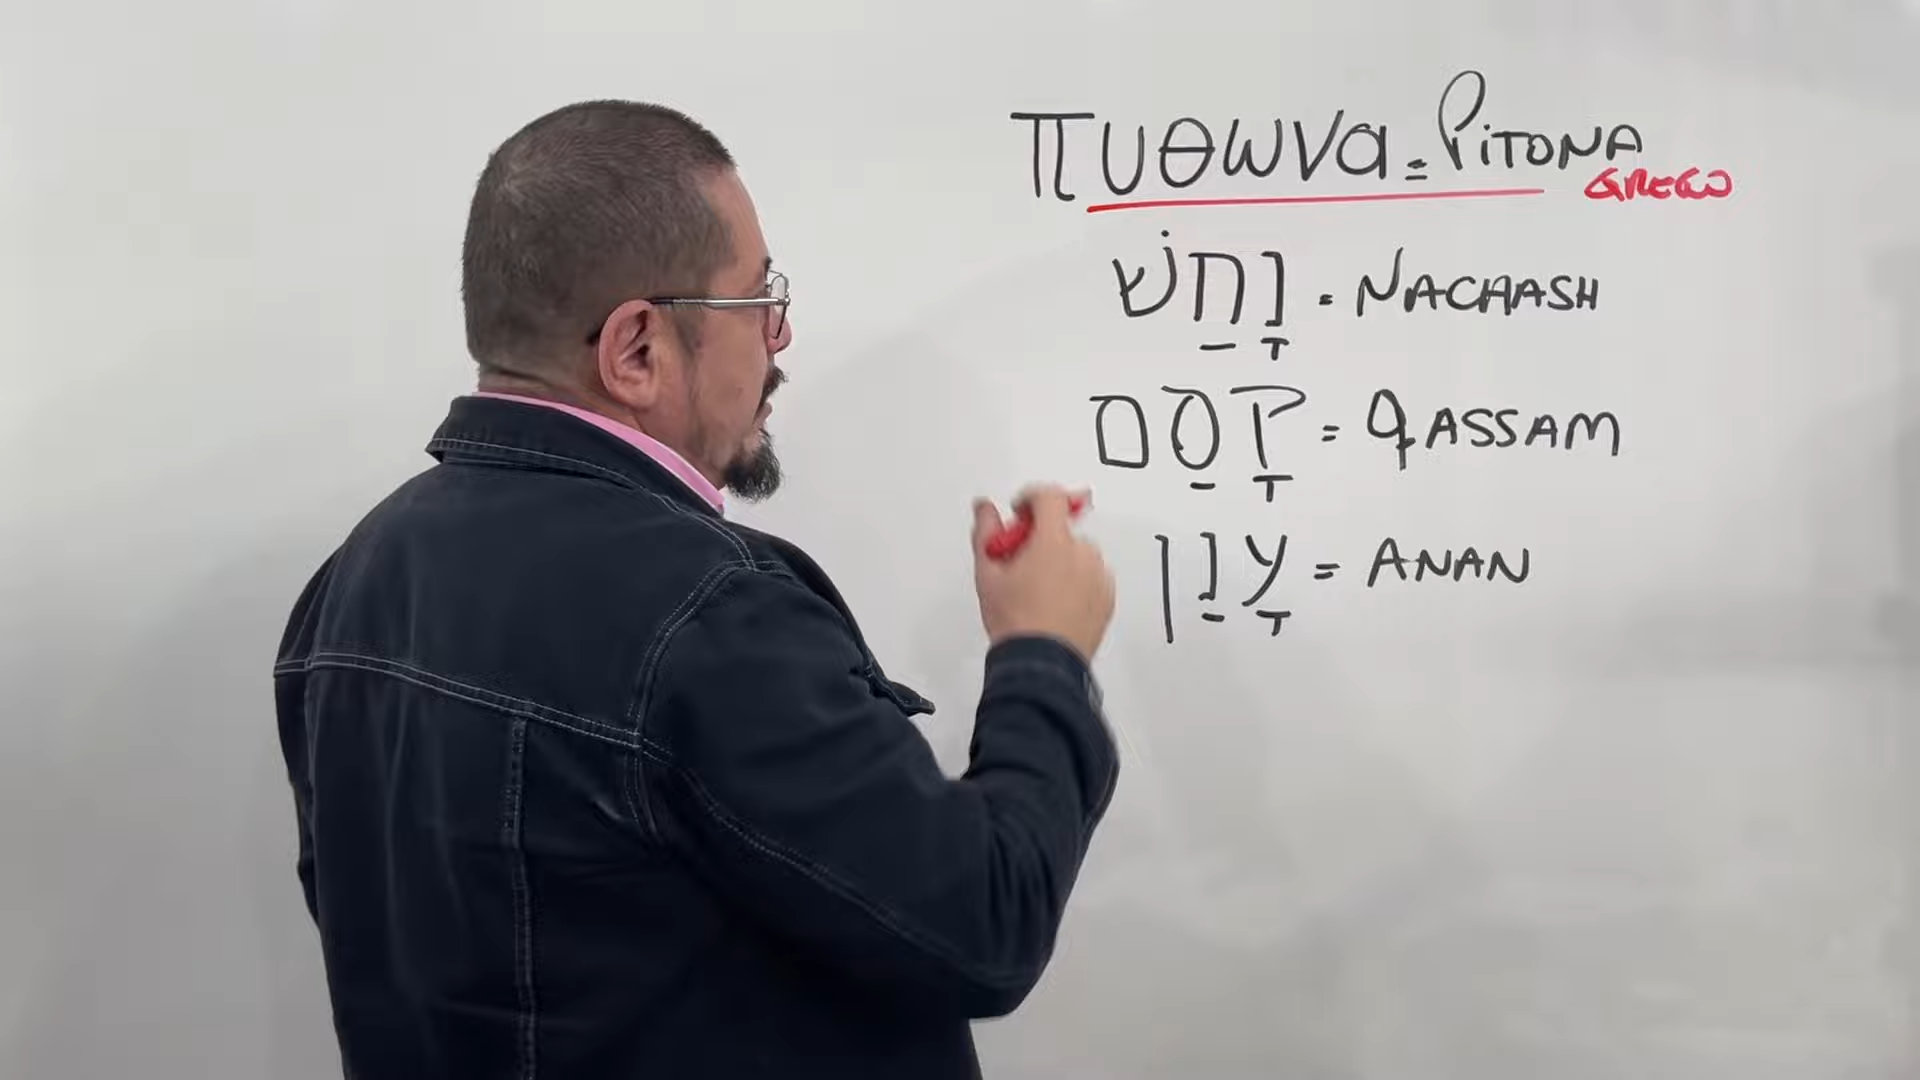 πυθωνα = PiTONA
GREGO
נָחַשׁ = NACHASH
קָסַם = QASSAM
עָנַן = ANAN